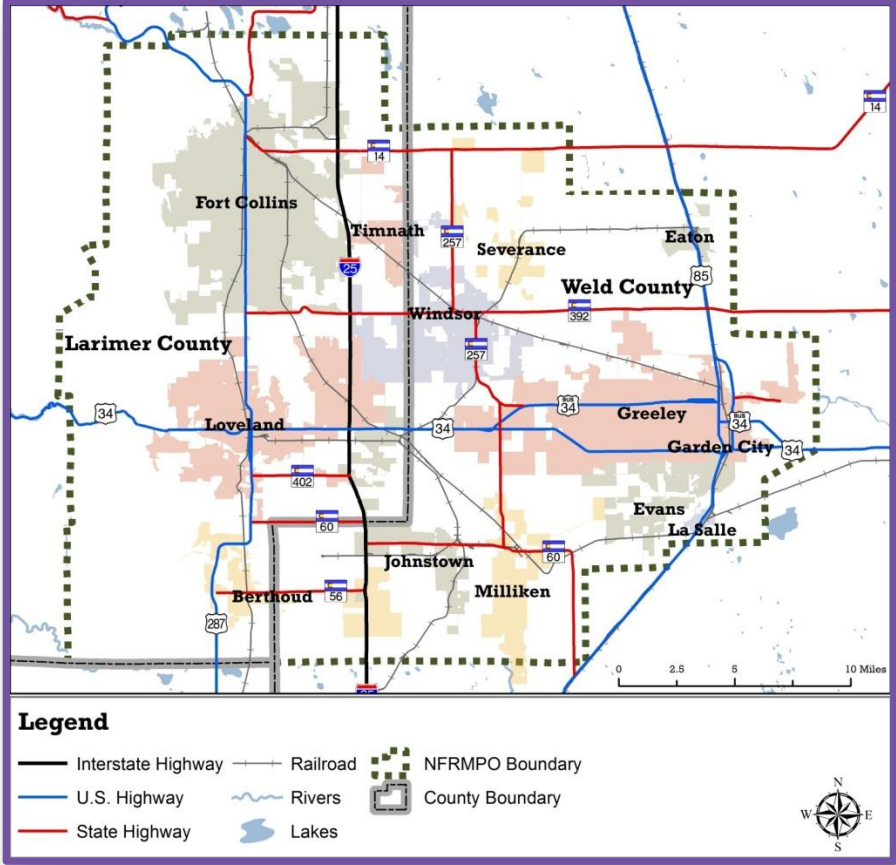 14
14
Fort Collins
Timnath
257
Severance
Eaton
25
85
Weld County
Windsor
392
Larimer County
257
34
BUS
34
Greeley
BUS
34
Loveland
34
Garden City
34
402
Evans
60
La Salle
Johnstown
60
Milliken
Berthoud
56
287
0 2.5 5 10 Miles
Legend
Interstate Highway
Railroad
NFRMPO Boundary
U.S. Highway
Rivers
County Boundary
State Highway
Lakes
N
W E
S